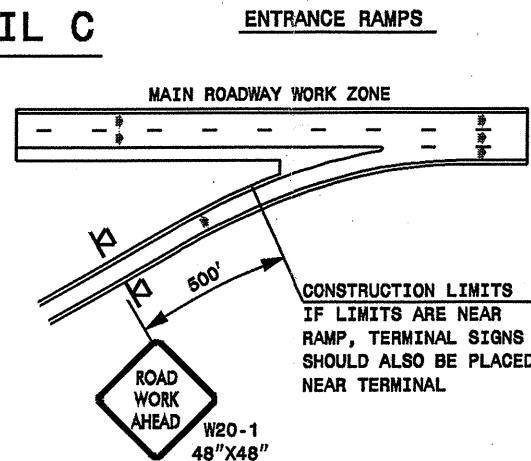 IL C
ENTRANCE RAMPS
MAIN ROADWAY WORK ZONE
500'
CONSTRUCTION LIMITS
IF LIMITS ARE NEAR
RAMP, TERMINAL SIGNS
SHOULD ALSO BE PLACED
NEAR TERMINAL
ROAD
WORK
AHEAD
W20-1
48"X48"